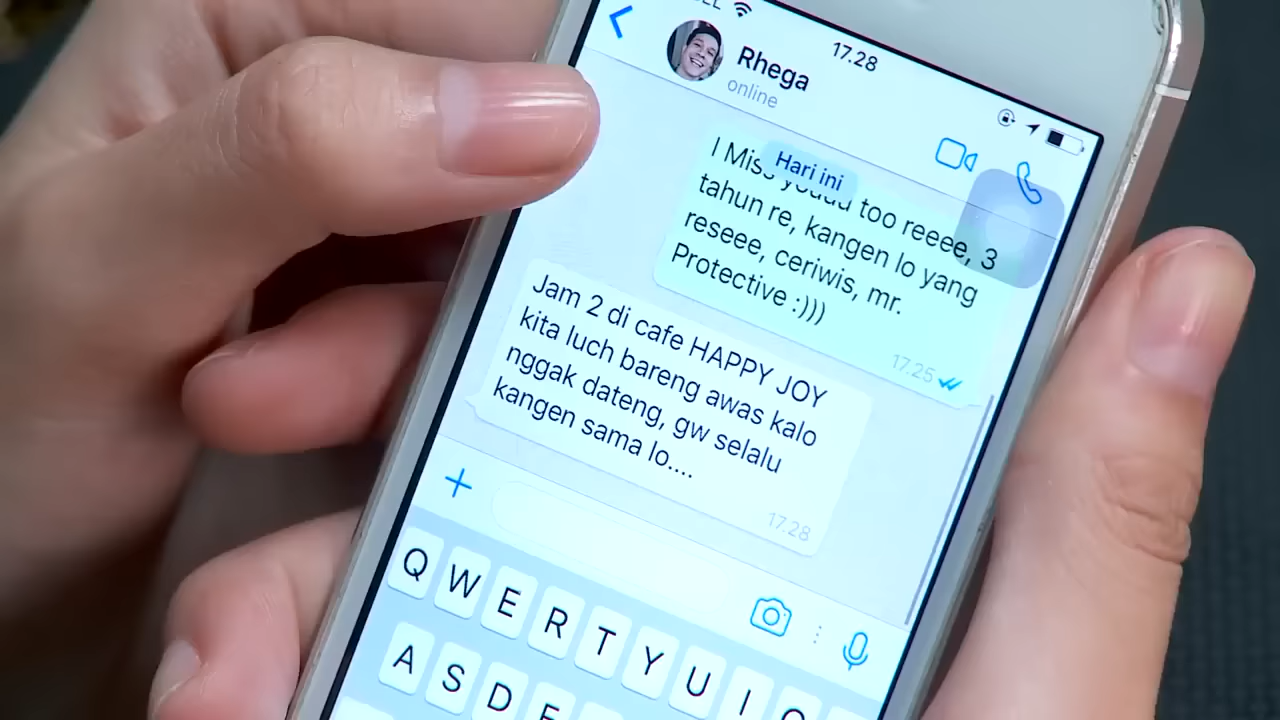 17.28
Rhega
online
Hari ini
I Miss youuu too reeee, 3
tahun re, kangen lo yang
reseee, ceriwis, mr.
Protective :)))
17.25
Jam 2 di cafe HAPPY JOY
kita luch bareng awas kalo
nggak dateng, gw selalu
kangen sama lo....
17.28
Q W E R T Y U I
A S D